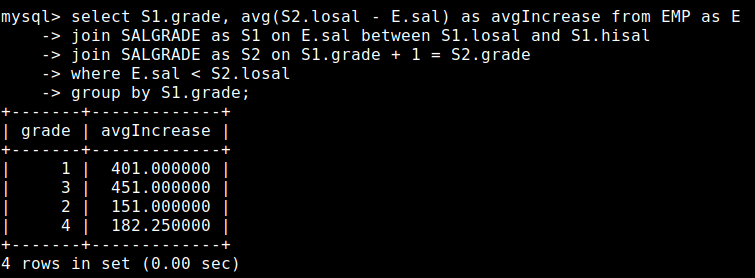 mysql> select S1.grade, avg(S2.losal - E.sal) as avgIncrease from EMP as E
    -> join SALGRADE as S1 on E.sal between S1.losal and S1.hisal
    -> join SALGRADE as S2 on S1.grade + 1 = S2.grade
    -> where E.sal < S2.losal
    -> group by S1.grade;
+-------+-------------+
| grade | avgIncrease |
+-------+-------------+
|     1 |  401.000000 |
|     3 |  451.000000 |
|     2 |  151.000000 |
|     4 |  182.250000 |
+-------+-------------+
4 rows in set (0.00 sec)